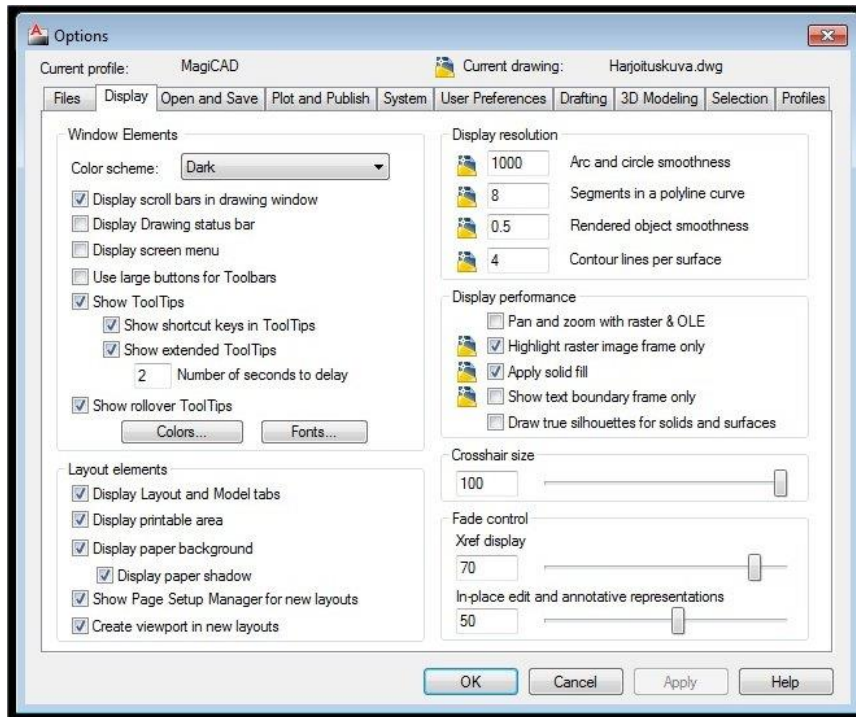 Options
Current profile: MagiCAD Current drawing: Harjoituskuva.dwg
Files Display Open and Save Plot and Publish System User Preferences Drafting 3D Modeling Selection Profiles
Window Elements
Color scheme: Dark
Display scroll bars in drawing window
Display Drawing status bar
Display screen menu
Use large buttons for Toolbars
Show ToolTips
Show shortcut keys in ToolTips
Show extended ToolTips
2 Number of seconds to delay
Show rollover ToolTips
Colors... Fonts...
Layout elements
Display Layout and Model tabs
Display printable area
Display paper background
Display paper shadow
Show Page Setup Manager for new layouts
Create viewport in new layouts
Display resolution
1000 Arc and circle smoothness
8 Segments in a polyline curve
0.5 Rendered object smoothness
4 Contour lines per surface
Display performance
Pan and zoom with raster & OLE
Highlight raster image frame only
Apply solid fill
Show text boundary frame only
Draw true silhouettes for solids and surfaces
Crosshair size
100
Fade control
Xref display
70
In-place edit and annotative representations
50
OK Cancel Apply Help